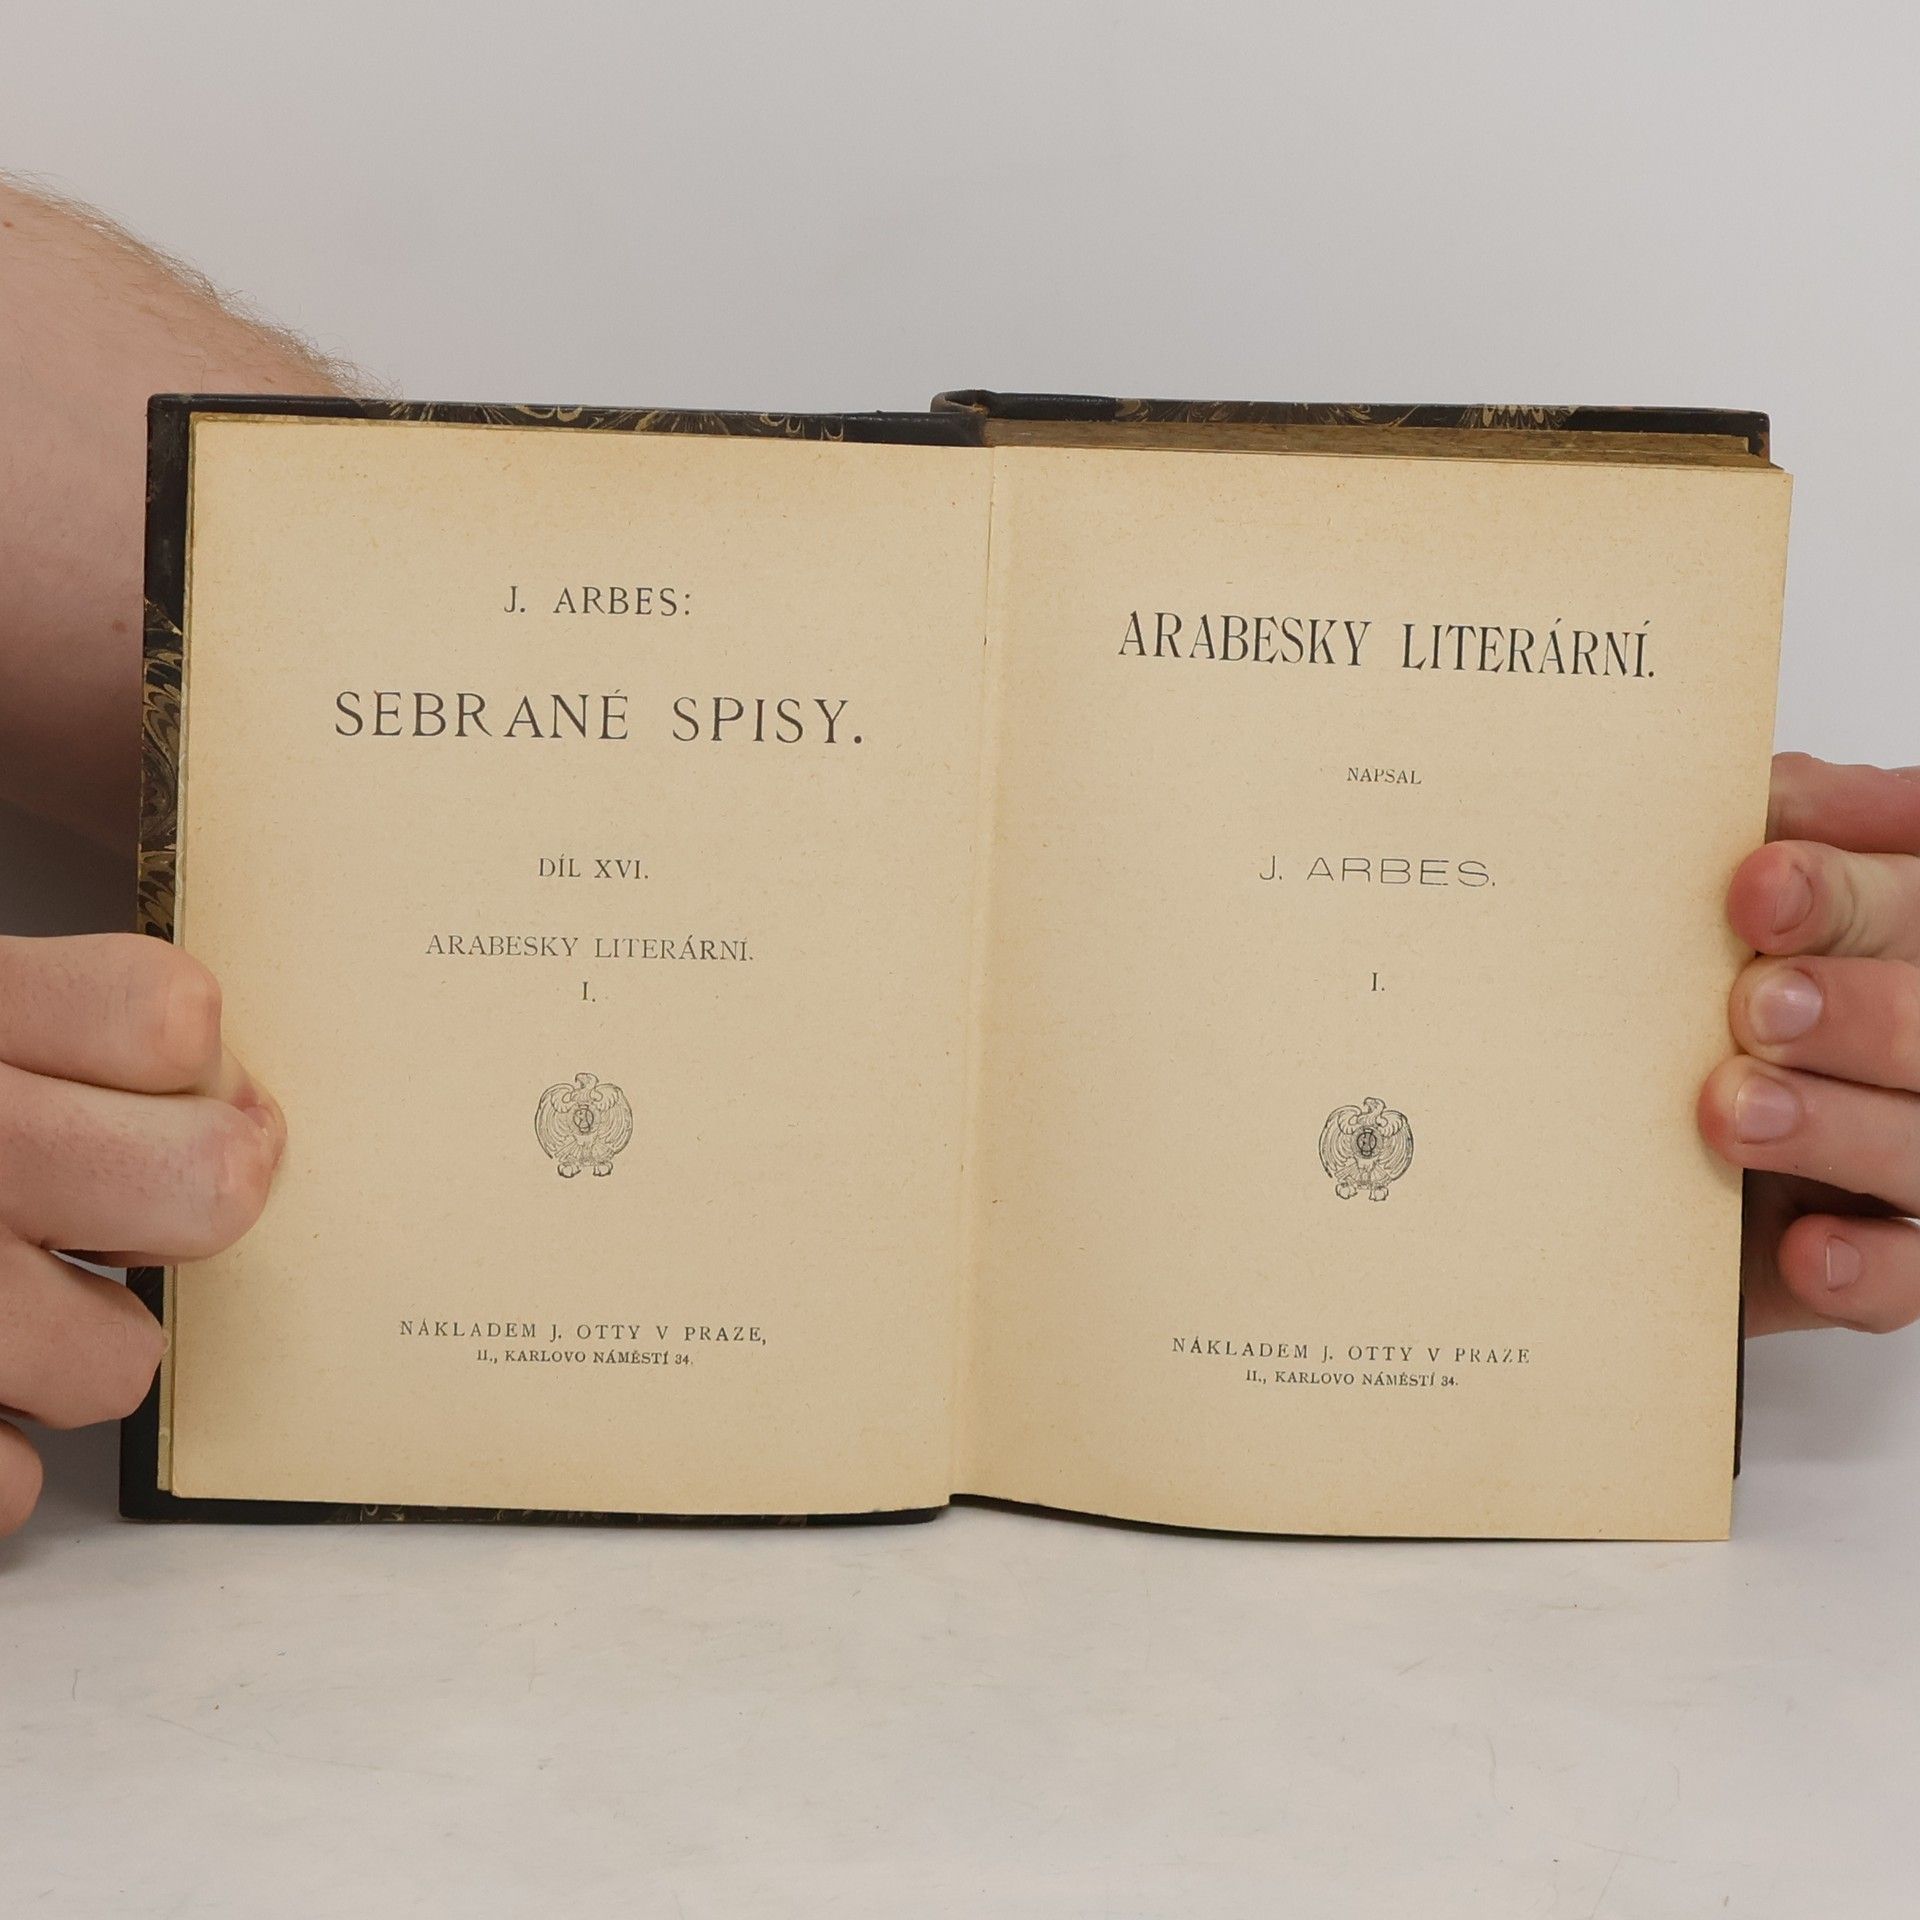 J. ARBES:
SEBRANÉ SPISY.
DÍL XVI.
ARABESKY LITERÁRNÍ.
I.
NÁKLADEM J. OTTY V PRAZE,
II., KARLOVO NÁMĚSTÍ 34.
ARABESKY LITERÁRNÍ.
NAPSAL
J. ARBES.
I.
NÁKLADEM J. OTTY V PRAZE
II., KARLOVO NÁMĚSTÍ 34.